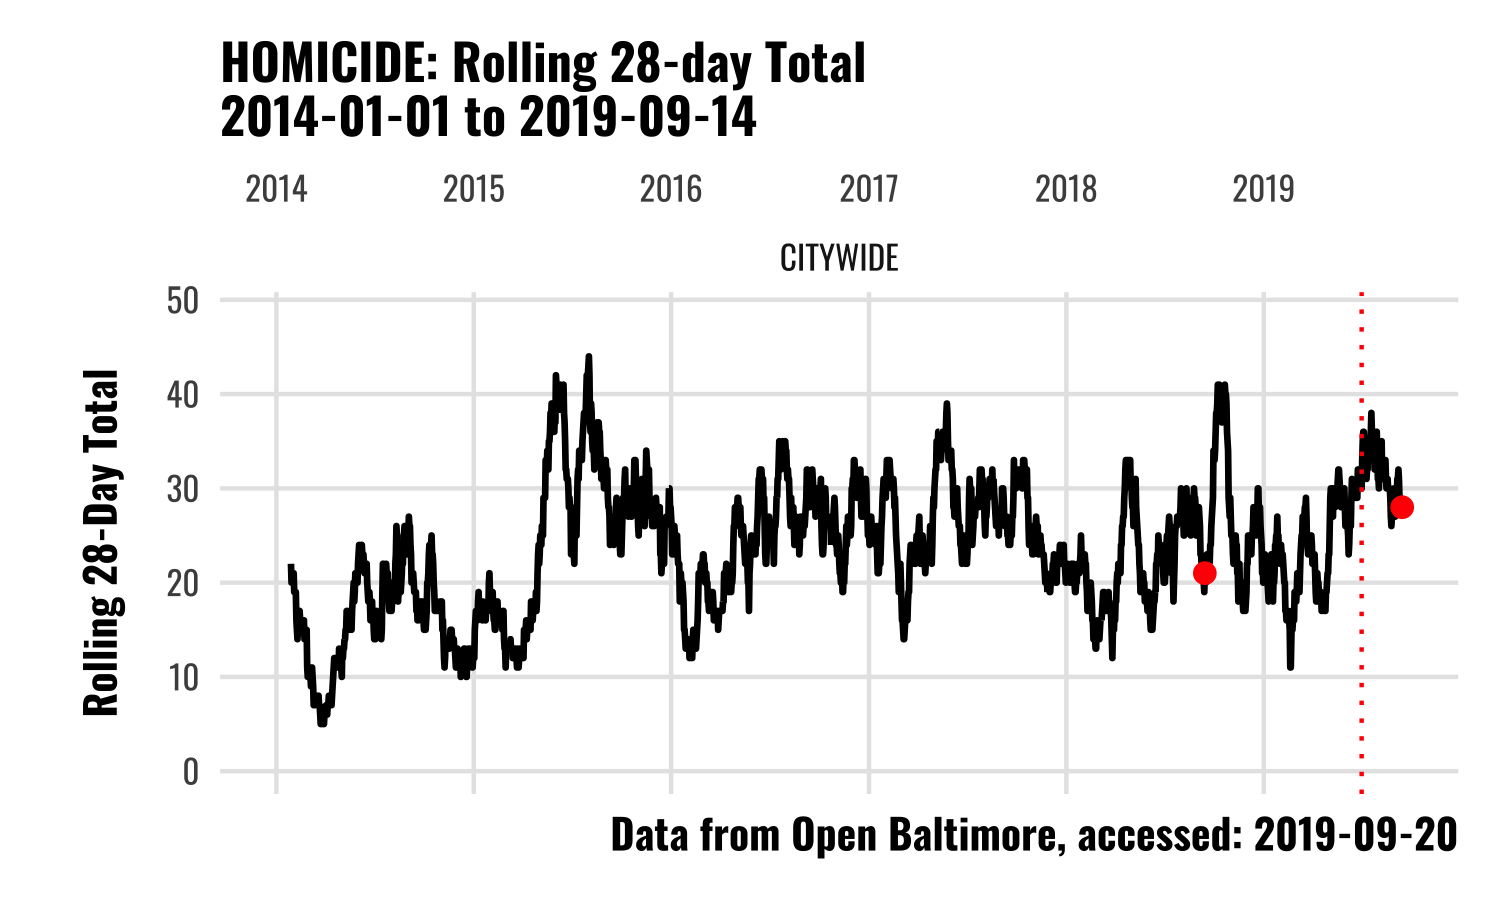 HOMICIDE: Rolling 28-day Total
2014-01-01 to 2019-09-14
2014 2015 2016 2017 2018 2019
CITYWIDE
50
40
30
20
10
0
Rolling 28-Day Total
Data from Open Baltimore, accessed: 2019-09-20